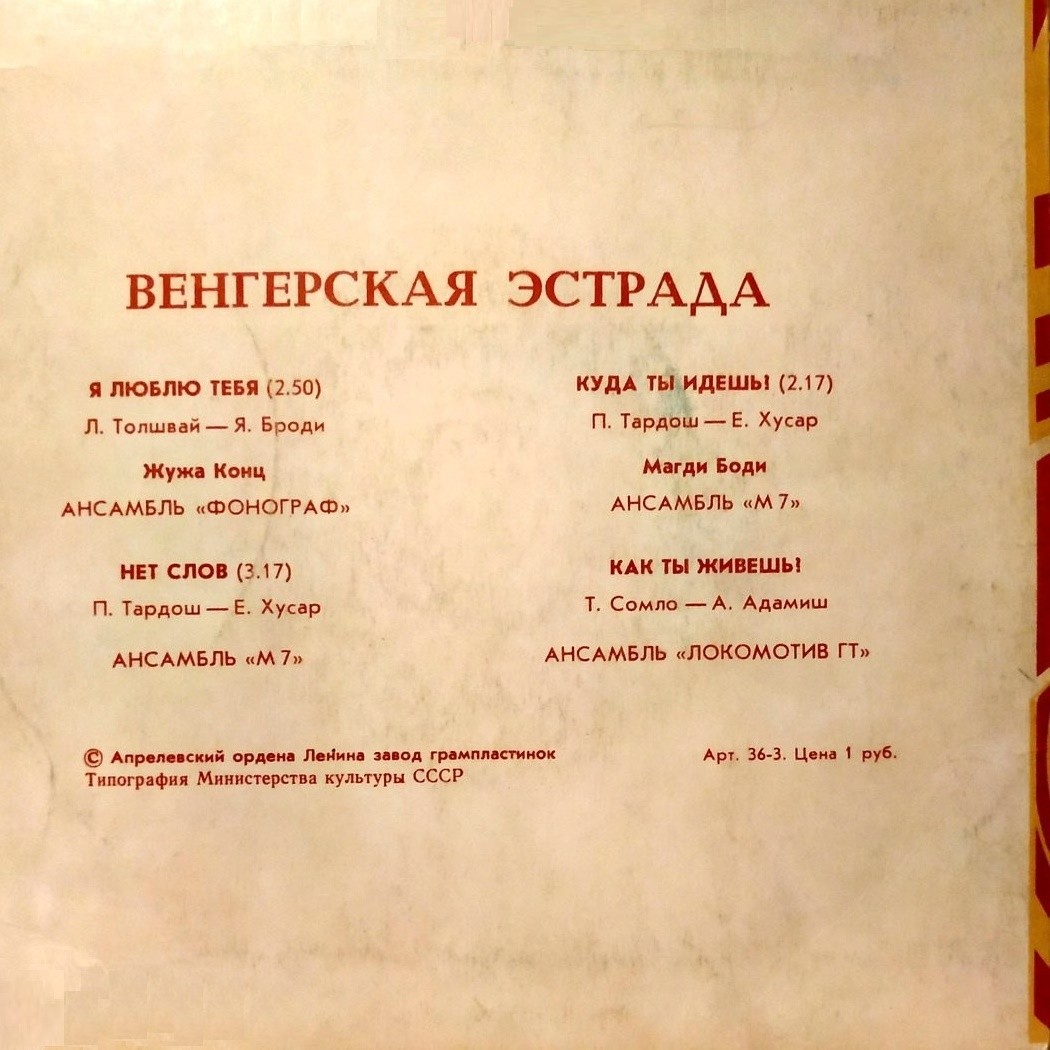 ВЕНГЕРСКАЯ ЭСТРАДА
Я ЛЮБЛЮ ТЕБЯ (2.50)
Л. Толшвай — Я. Броди
Жужа Конц
АНСАМБЛЬ «ФОНОГРАФ»
НЕТ СЛОВ (3.17)
П. Тардош — Е. Хусар
АНСАМБЛЬ «М 7»
КУДА ТЫ ИДЕШЬ? (2.17)
П. Тардош — Е. Хусар
Магди Боди
АНСАМБЛЬ «М 7»
КАК ТЫ ЖИВЕШЬ?
Т. Сомло — А. Адамиш
АНСАМБЛЬ «ЛОКОМОТИВ ГТ»
© Апрелевский ордена Ленина завод грампластинок
Типография Министерства культуры СССР
Арт. 36-3. Цена 1 руб.